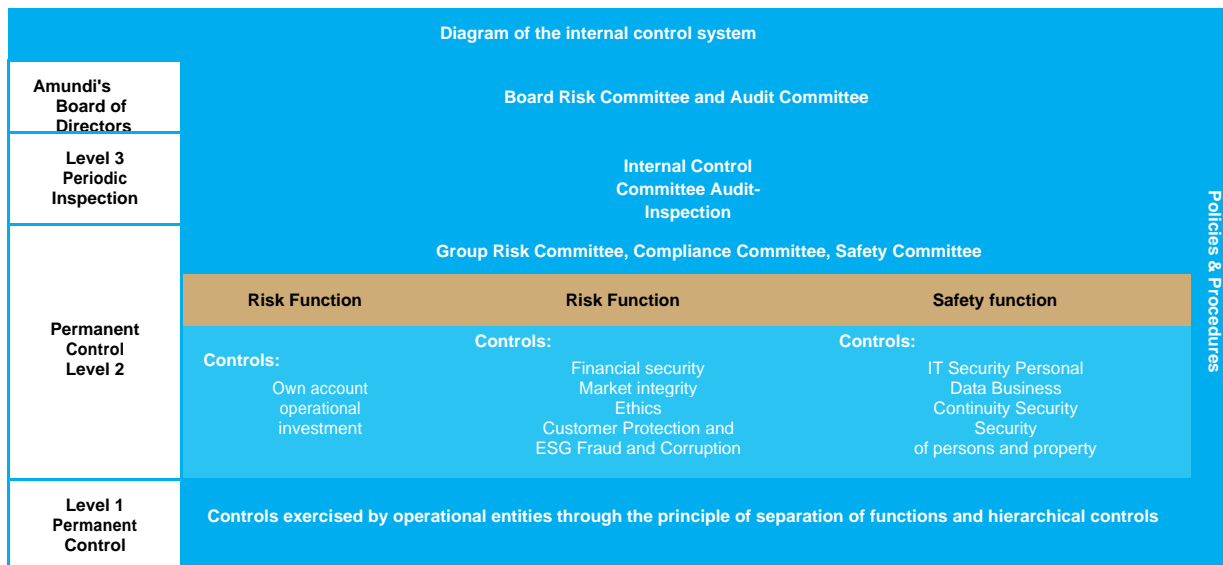 Diagram of the internal control system
Amundi's
Board of
Directors
Board Risk Committee and Audit Committee
Level 3
Periodic
Inspection
Internal Control
Committee Audit-
Inspection
Policies & Procedures
Permanent
Control
Level 2
Group Risk Committee, Compliance Committee, Safety Committee
Risk Function
Risk Function
Safety function
Controls:
Own account
operational
investment
Controls:
Financial security
Market integrity
Ethics
Customer Protection and
ESG Fraud and Corruption
Controls:
IT Security Personal
Data Business
Continuity Security
Security
of persons and property
Level 1
Permanent
Control
Controls exercised by operational entities through the principle of separation of functions and hierarchical controls